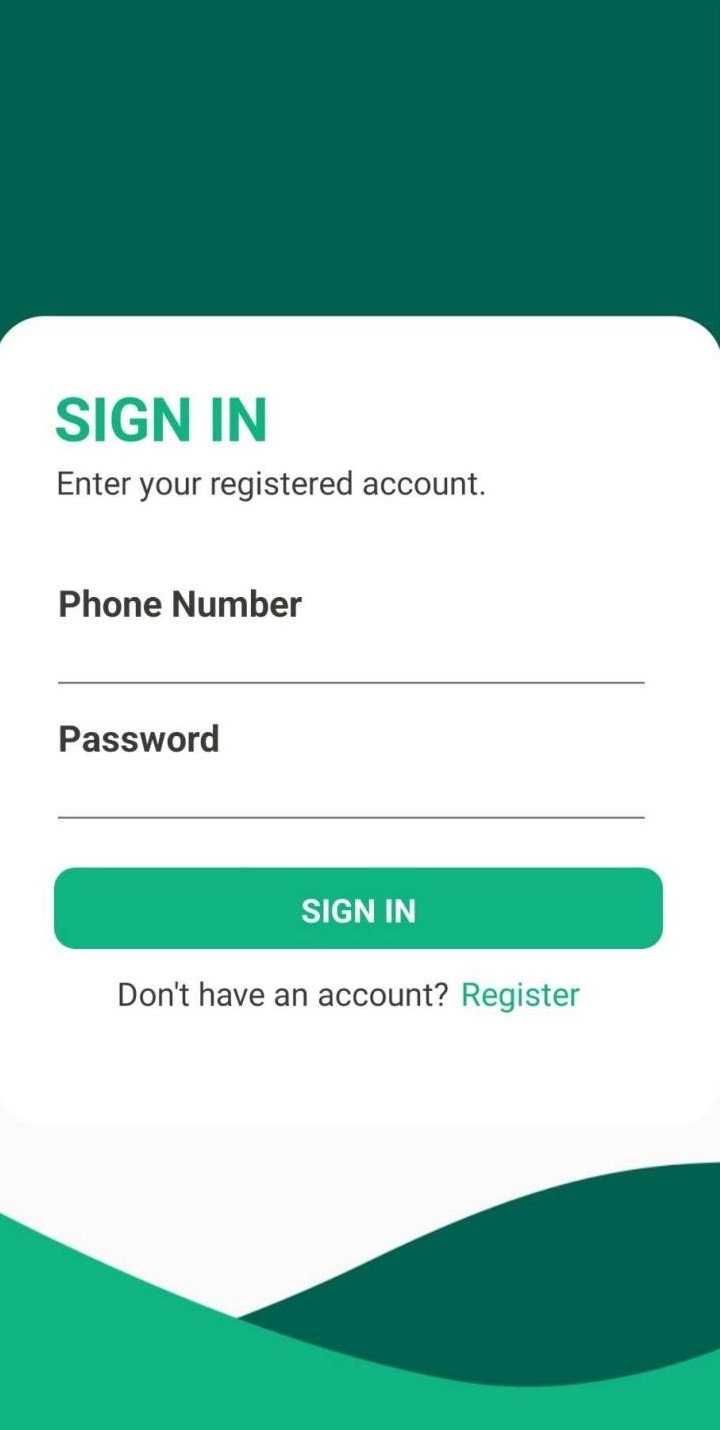 SIGN IN
Enter your registered account.
Phone Number
Password
SIGN IN
Don't have an account? Register